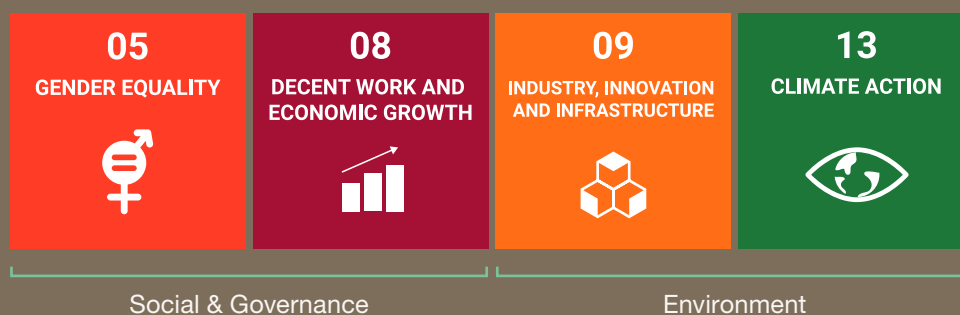 05
GENDER EQUALITY
08
DECENT WORK AND
ECONOMIC GROWTH
09
INDUSTRY, INNOVATION
AND INFRASTRUCTURE
13
CLIMATE ACTION
Social & Governance
Environment